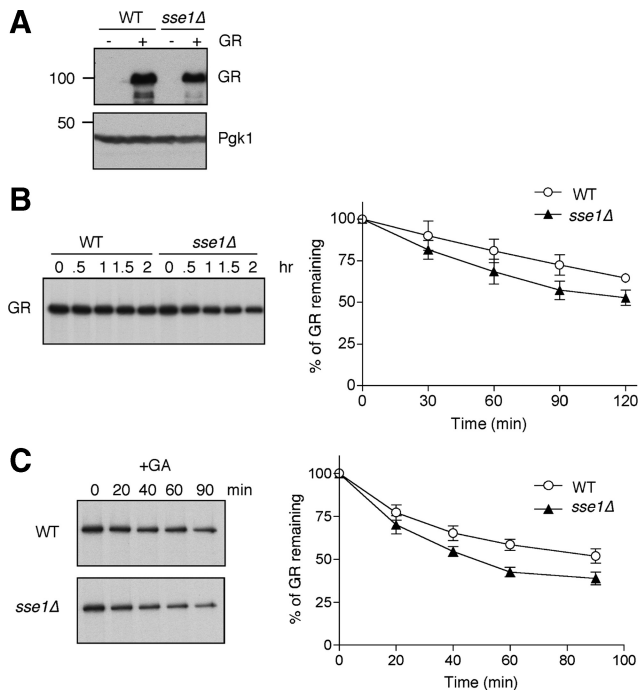 A
WT sse1Δ
- + - + GR
100 GR
50
Pgk1
B
WT sse1Δ
0 .5 1 1.5 2 0 .5 1 1.5 2 hr
GR
% of GR remaining
100
75
50
25
0
0 30 60 90 120
Time (min)
WT
sse1Δ
C
+GA
0 20 40 60 90 min
WT
sse1Δ
% of GR remaining
100
75
50
25
0
0 20 40 60 80 100
Time (min)
WT
sse1Δ